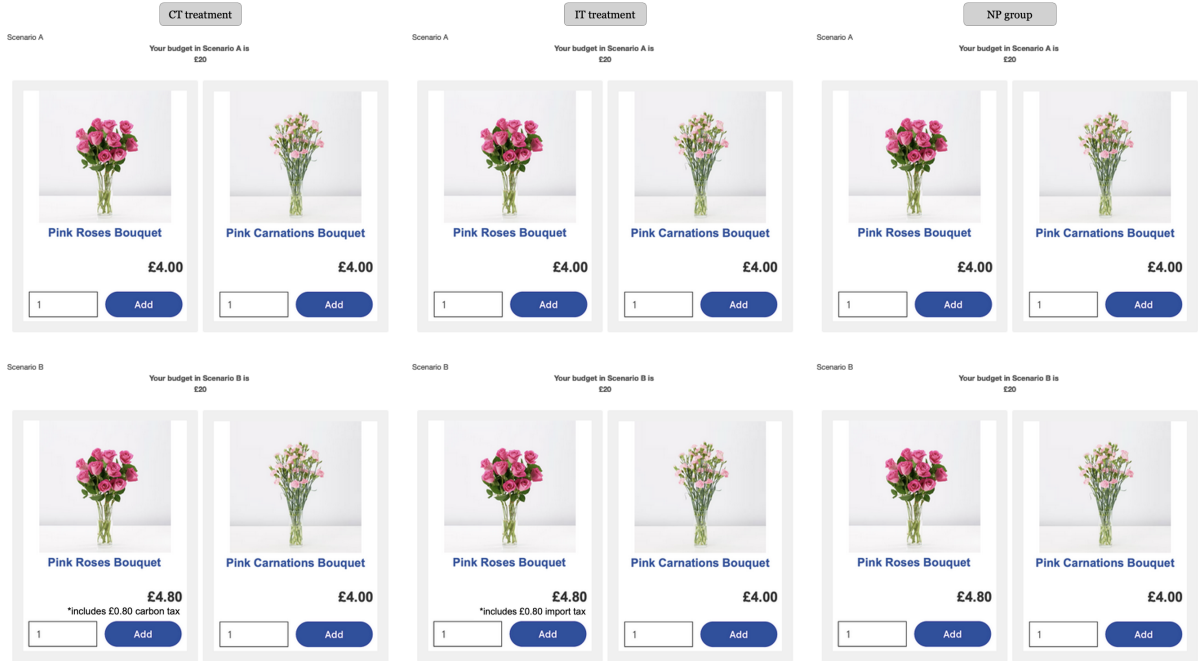 CT treatment
IT treatment
NP group
Scenario A
Your budget in Scenario A is
£20
Pink Roses Bouquet
£4.00
1
Add
Pink Carnations Bouquet
£4.00
1
Add
Scenario A
Your budget in Scenario A is
£20
Pink Roses Bouquet
£4.00
1
Add
Pink Carnations Bouquet
£4.00
1
Add
Scenario A
Your budget in Scenario A is
£20
Pink Roses Bouquet
£4.00
1
Add
Pink Carnations Bouquet
£4.00
1
Add
Scenario B
Your budget in Scenario B is
£20
Pink Roses Bouquet
£4.80
*includes £0.80 carbon tax
1
Add
Pink Carnations Bouquet
£4.00
1
Add
Scenario B
Your budget in Scenario B is
£20
Pink Roses Bouquet
£4.80
*includes £0.80 import tax
1
Add
Pink Carnations Bouquet
£4.00
1
Add
Scenario B
Your budget in Scenario B is
£20
Pink Roses Bouquet
£4.80
1
Add
Pink Carnations Bouquet
£4.00
1
Add